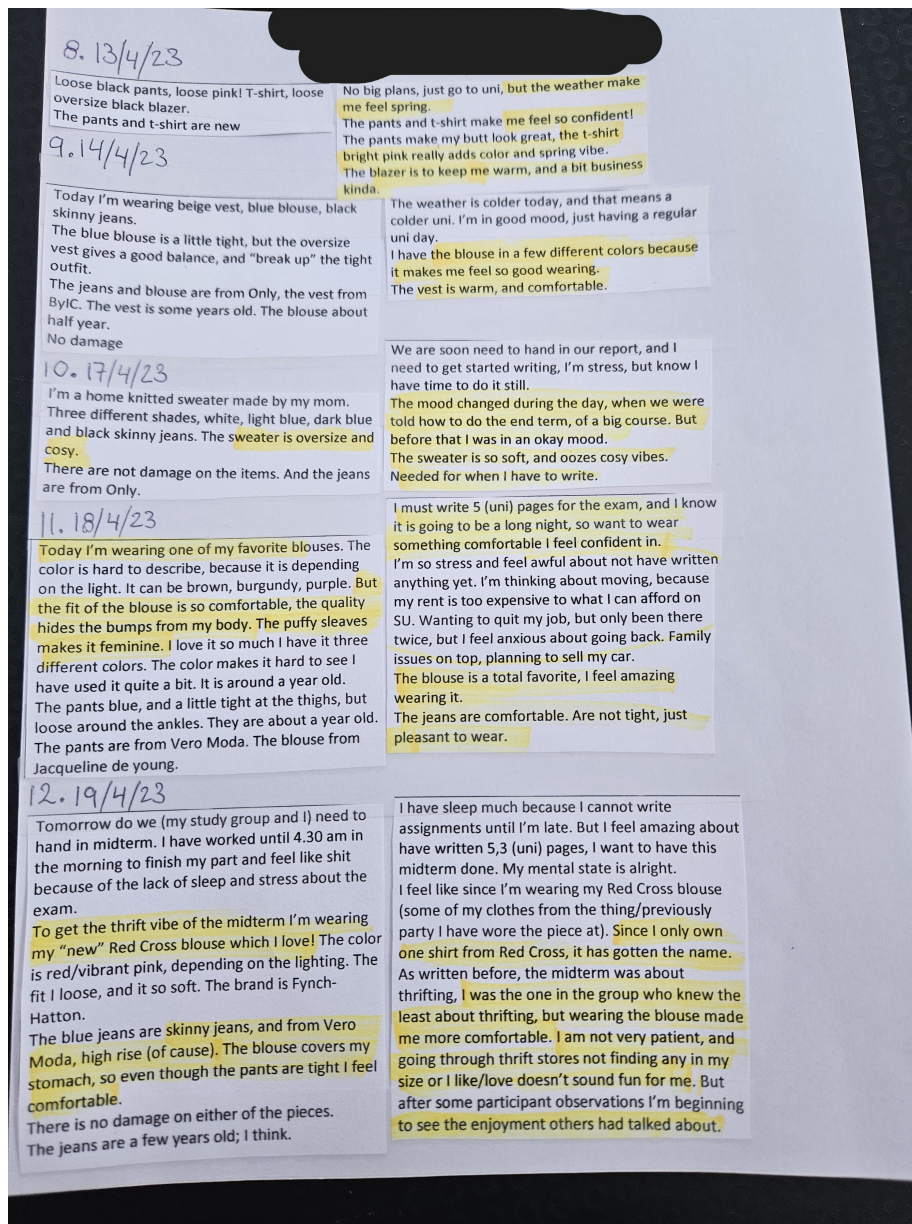 8. 13/4/23
Loose black pants, loose pink! T-shirt, loose
oversize black blazer.
The pants and t-shirt are new
No big plans, just go to uni, but the weather make
me feel spring.
The pants and t-shirt make me feel so confident!
The pants make my butt look great, the t-shirt
bright pink really adds color and spring vibe.
The blazer is to keep me warm, and a bit business
kinda.
9. 14/4/23
Today I'm wearing beige vest, blue blouse, black
skinny jeans.
The blue blouse is a little tight, but the oversize
vest gives a good balance, and "break up" the tight
outfit.
The jeans and blouse are from Only, the vest from
ByIC. The vest is some years old. The blouse about
half year.
No damage
The weather is colder today, and that means a
colder uni. I'm in good mood, just having a regular
uni day.
I have the blouse in a few different colors because
it makes me feel so good wearing.
The vest is warm, and comfortable.
10. 17/4/23
I'm a home knitted sweater made by my mom.
Three different shades, white, light blue, dark blue
and black skinny jeans. The sweater is oversize and
cosy.
There are not damage on the items. And the jeans
are from Only.
We are soon need to hand in our report, and I
need to get started writing, I'm stress, but know I
have time to do it still.
The mood changed during the day, when we were
told how to do the end term, of a big course. But
before that I was in an okay mood.
The sweater is so soft, and oozes cosy vibes.
Needed for when I have to write.
11. 18/4/23
Today I'm wearing one of my favorite blouses. The
color is hard to describe, because it is depending
on the light. It can be brown, burgundy, purple. But
the fit of the blouse is so comfortable, the quality
hides the bumps from my body. The puffy sleaves
makes it feminine. I love it so much I have it three
different colors. The color makes it hard to see I
have used it quite a bit. It is around a year old.
The pants blue, and a little tight at the thighs, but
loose around the ankles. They are about a year old.
The pants are from Vero Moda. The blouse from
Jacqueline de young.
I must write 5 (uni) pages for the exam, and I know
it is going to be a long night, so want to wear
something comfortable I feel confident in.
I'm so stress and feel awful about not have written
anything yet. I'm thinking about moving, because
my rent is too expensive to what I can afford on
SU. Wanting to quit my job, but only been there
twice, but I feel anxious about going back. Family
issues on top, planning to sell my car.
The blouse is a total favorite, I feel amazing
wearing it.
The jeans are comfortable. Are not tight, just
pleasant to wear.
12. 19/4/23
Tomorrow do we (my study group and I) need to
hand in midterm. I have worked until 4.30 am in
the morning to finish my part and feel like shit
because of the lack of sleep and stress about the
exam.
To get the thrift vibe of the midterm I'm wearing
my "new" Red Cross blouse which I love! The color
is red/vibrant pink, depending on the lighting. The
fit I loose, and it so soft. The brand is Fynch-
Hatton.
The blue jeans are skinny jeans, and from Vero
Moda, high rise (of cause). The blouse covers my
stomach, so even though the pants are tight I feel
comfortable.
There is no damage on either of the pieces.
The jeans are a few years old; I think.
I have sleep much because I cannot write
assignments until I'm late. But I feel amazing about
have written 5,3 (uni) pages, I want to have this
midterm done. My mental state is alright.
I feel like since I'm wearing my Red Cross blouse
(some of my clothes from the thing/previously
party I have wore the piece at). Since I only own
one shirt from Red Cross, it has gotten the name.
As written before, the midterm was about
thrifting, I was the one in the group who knew the
least about thrifting, but wearing the blouse made
me more comfortable. I am not very patient, and
going through thrift stores not finding any in my
size or I like/love doesn't sound fun for me. But
after some participant observations I'm beginning
to see the enjoyment others had talked about.